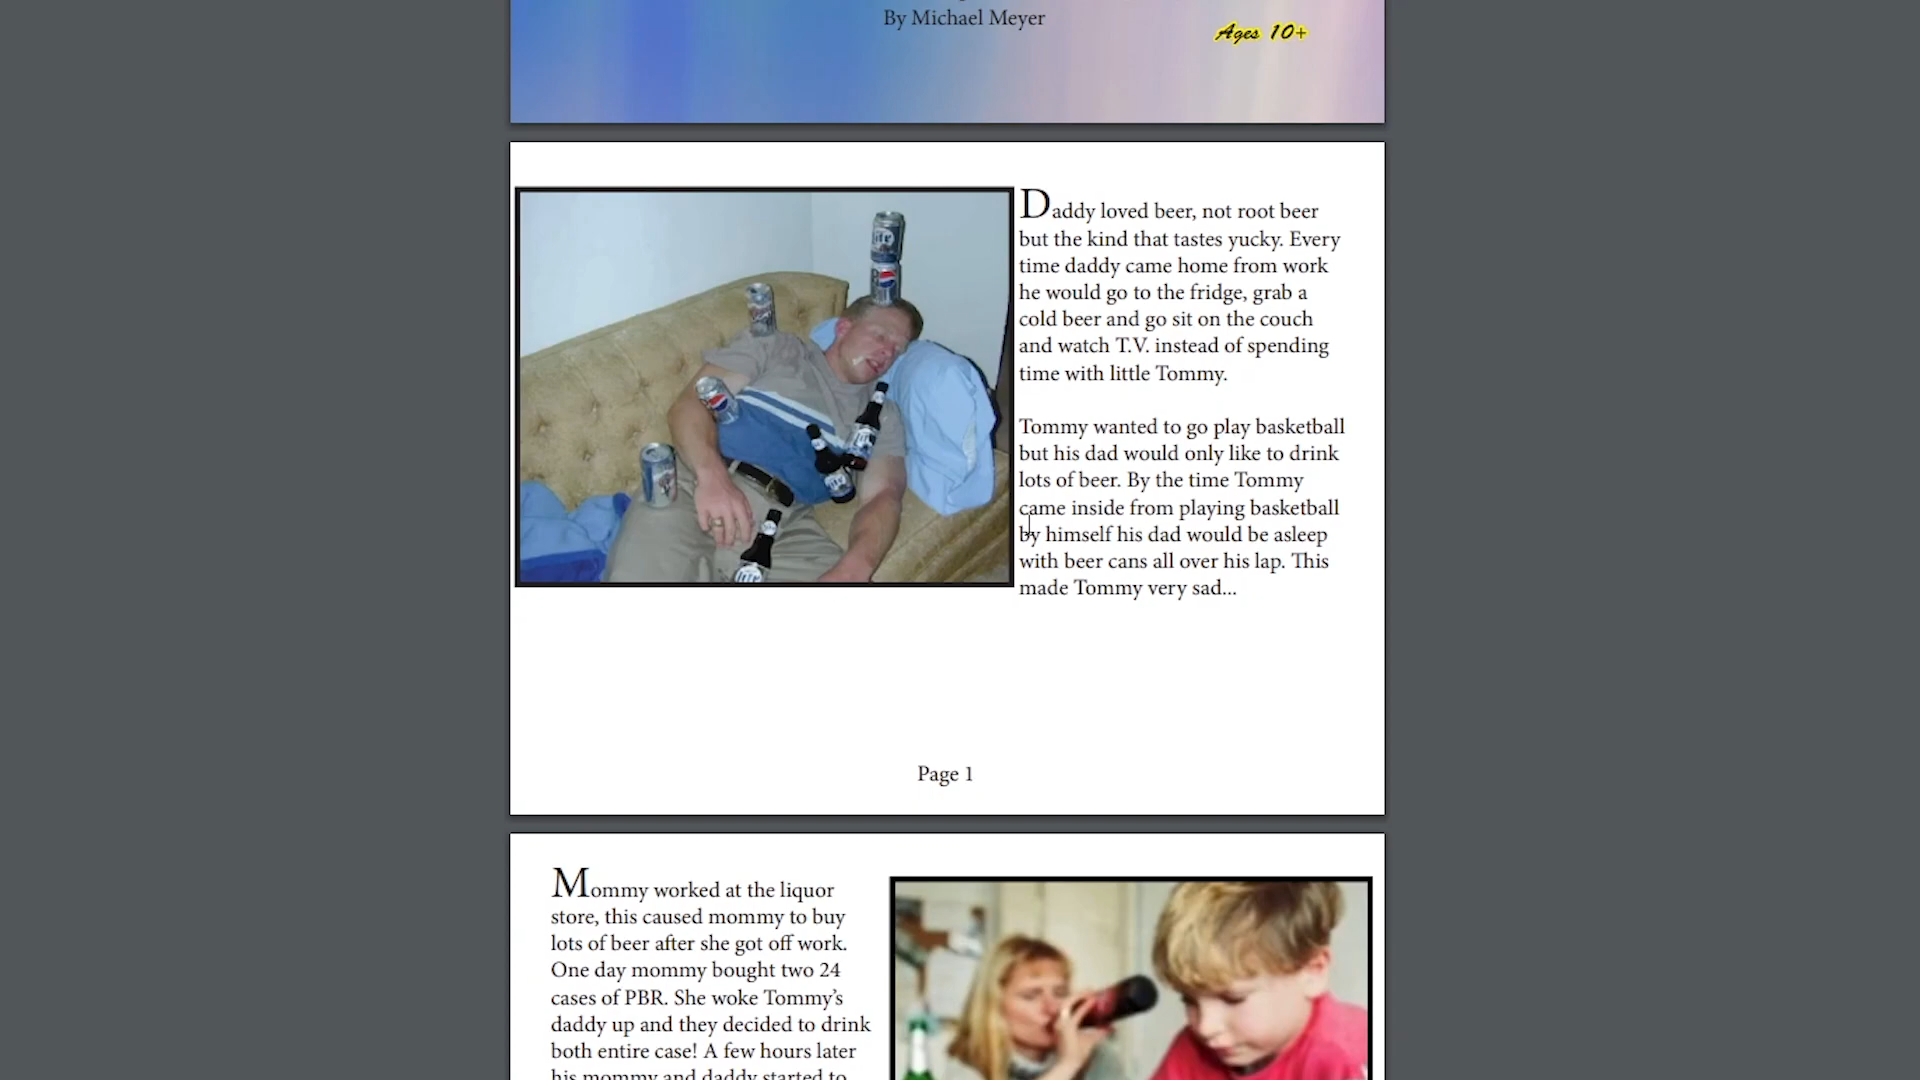 By Michael Meyer
Ages 10+
Daddy loved beer, not root beer
but the kind that tastes yucky. Every
time daddy came home from work
he would go to the fridge, grab a
cold beer and go sit on the couch
and watch T.V. instead of spending
time with little Tommy.
Tommy wanted to go play basketball
but his dad would only like to drink
lots of beer. By the time Tommy
came inside from playing basketball
by himself his dad would be asleep
with beer cans all over his lap. This
made Tommy very sad...
Page 1
Mommy worked at the liquor
store, this caused mommy to buy
lots of beer after she got off work.
One day mommy bought two 24
cases of PBR. She woke Tommy's
daddy up and they decided to drink
both entire case! A few hours later
his mommy and daddy started to